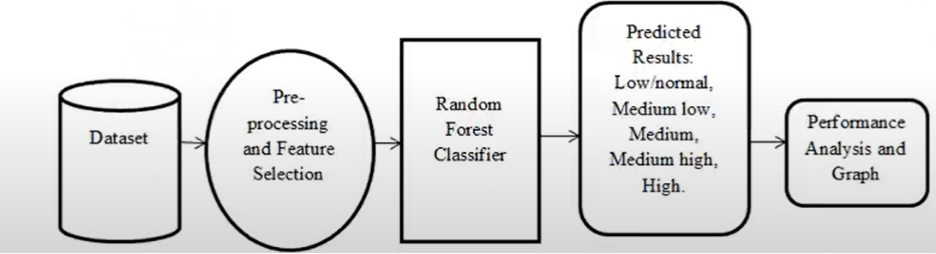 Dataset
Pre-
processing
and Feature
Selection
Random
Forest
Classifier
Predicted
Results:
Low/normal,
Medium low,
Medium,
Medium high,
High.
Performance
Analysis and
Graph